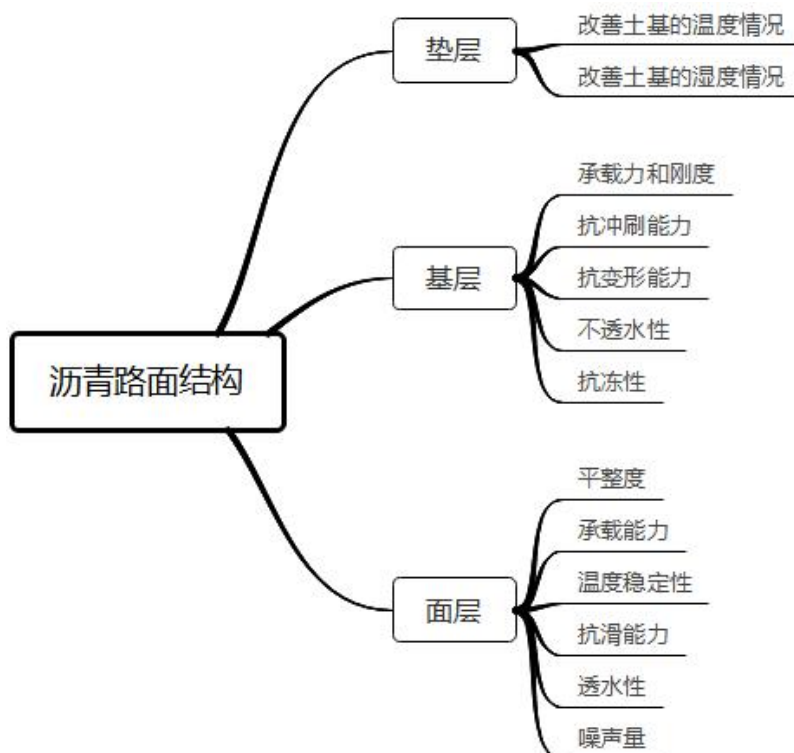 沥青路面结构
垫层
改善土基的温度情况
改善土基的湿度情况
基层
承载力和刚度
抗冲刷能力
抗变形能力
不透水性
抗冻性
面层
平整度
承载能力
温度稳定性
抗滑能力
透水性
噪声量